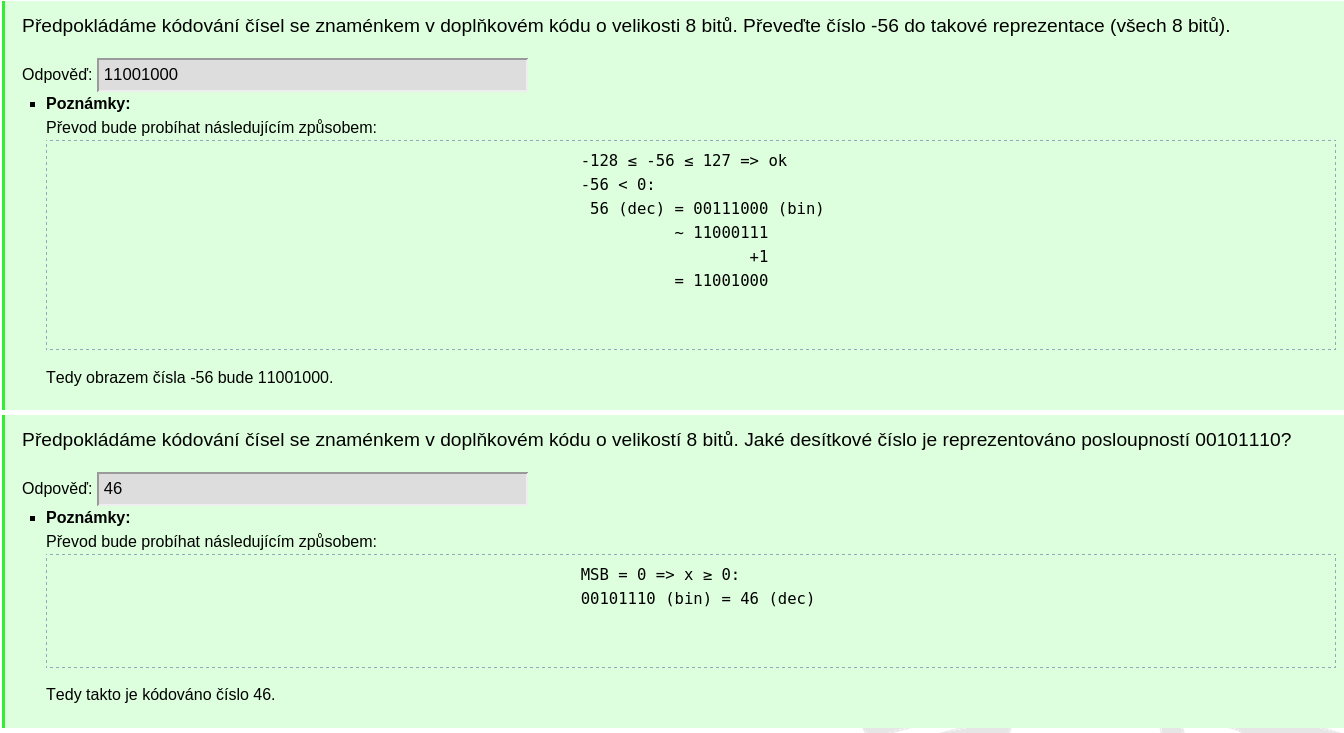 Předpokládáme kódování čísel se znaménkem v doplňkovém kódu o velikosti 8 bitů. Převeďte číslo -56 do takové reprezentace (všech 8 bitů).
Odpověď: 11001000
Poznámky:
Převod bude probíhat následujícím způsobem:
-128 ≤ -56 ≤ 127 => ok
-56 < 0:
56 (dec) = 00111000 (bin)
~ 11000111
+1
= 11001000
Tedy obrazem čísla -56 bude 11001000.
Předpokládáme kódování čísel se znaménkem v doplňkovém kódu o velikostí 8 bitů. Jaké desítkové číslo je reprezentováno posloupností 00101110?
Odpověď: 46
Poznámky:
Převod bude probíhat následujícím způsobem:
MSB = 0 => x ≥ 0:
00101110 (bin) = 46 (dec)
Tedy takto je kódováno číslo 46.